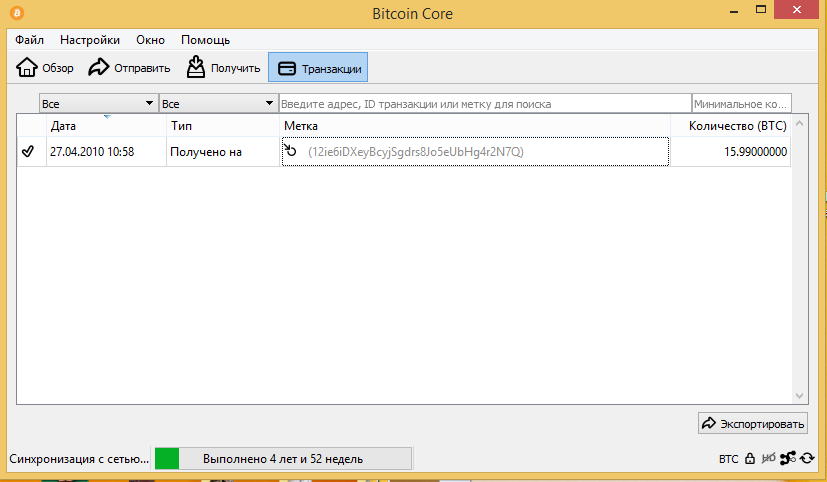 Bitcoin Core
Файл Настройки Окно Помощь
Обзор Отправить Получить Транзакции
Все Все Введите адрес, ID транзакции или метку для поиска Минимальное ко...
Дата Тип Метка Количество (BTC)
27.04.2010 10:58 Получено на (12ie6iDXeyBcyjSgdrs8Jo5eUbHg4r2N7Q) 15.99000000
Экспортировать
Синхронизация с сетью... Выполнено 4 лет и 52 недель BTC HD